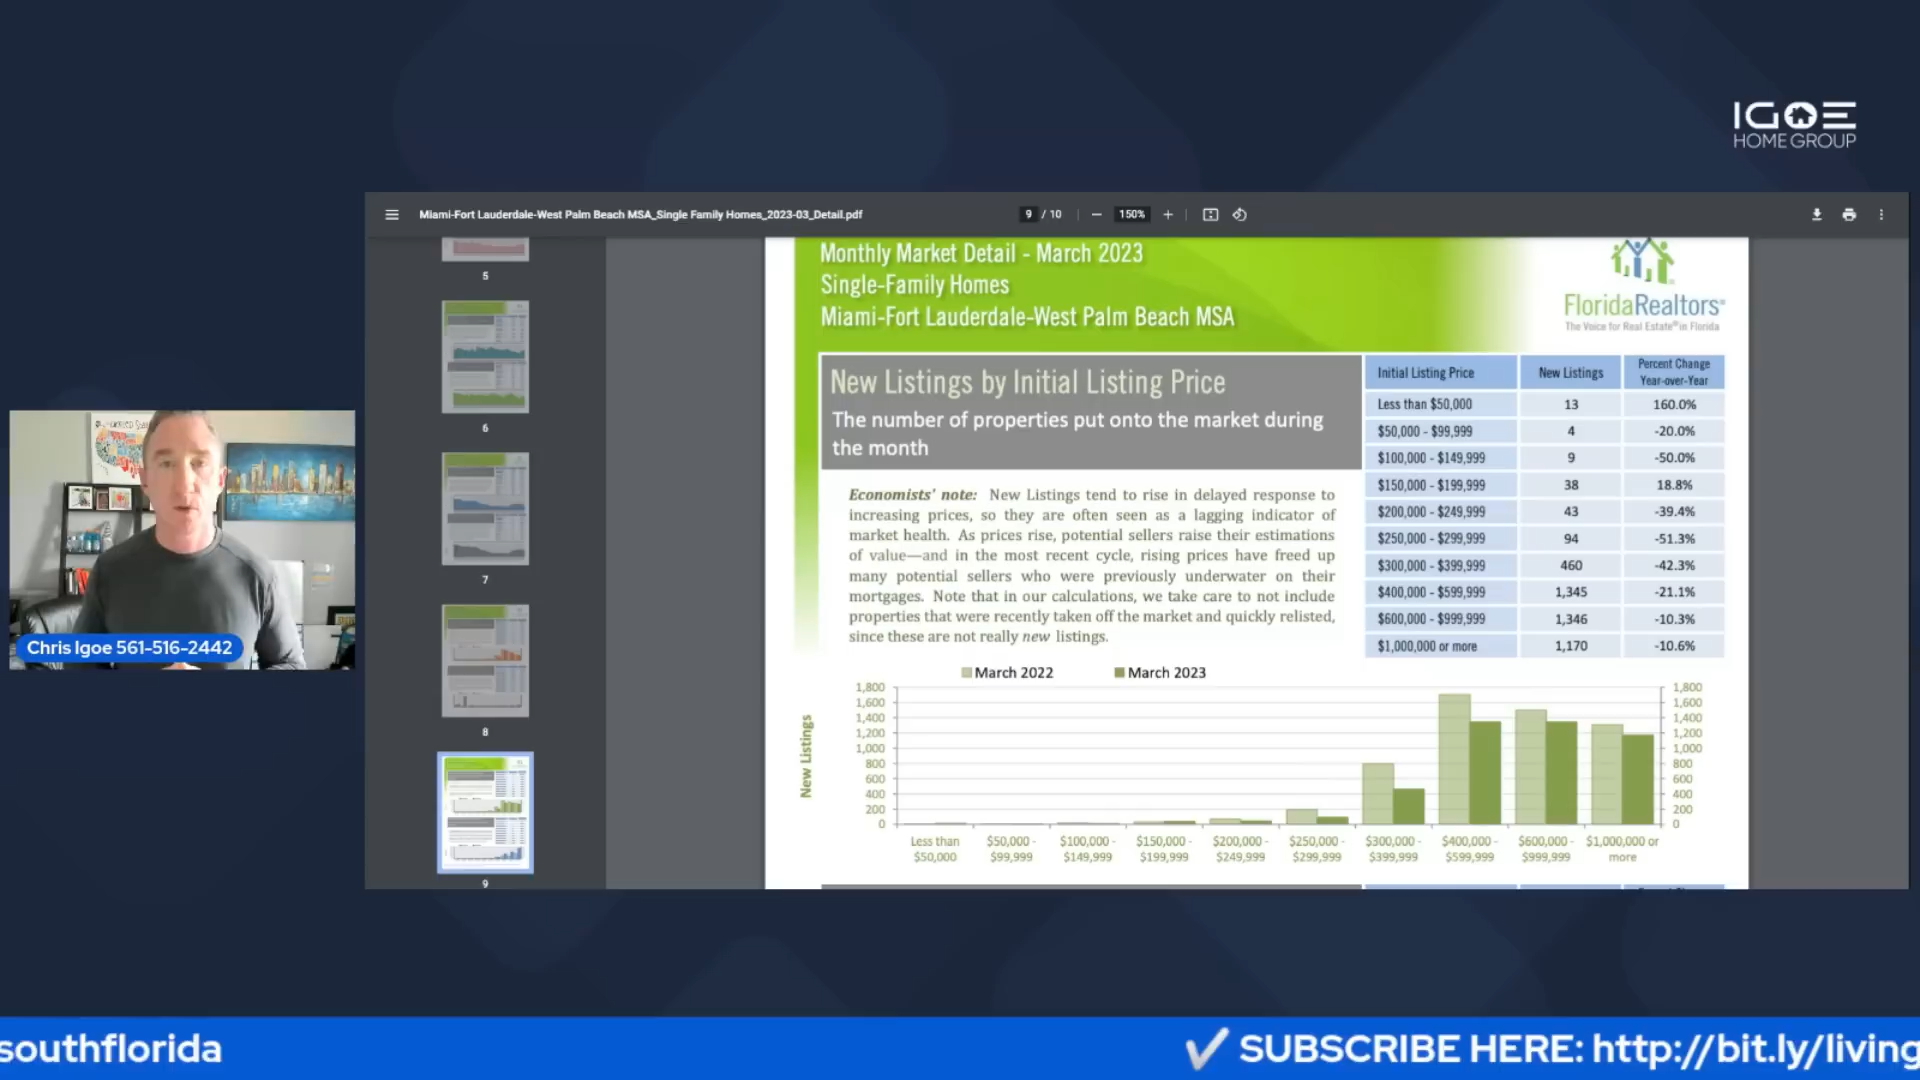 IGOE
HOME GROUP
Miami-Fort Lauderdale-West Palm Beach MSA_Single Family Homes_2023-03_Detail.pdf
9 / 10
150%
5
6
7
8
9
Monthly Market Detail - March 2023
Single-Family Homes
Miami-Fort Lauderdale-West Palm Beach MSA
FloridaRealtors®
The Voice for Real Estate® in Florida
New Listings by Initial Listing Price
The number of properties put onto the market during
the month
Economists' note: New Listings tend to rise in delayed response to
increasing prices, so they are often seen as a lagging indicator of
market health. As prices rise, potential sellers raise their estimations
of value—and in the most recent cycle, rising prices have freed up
many potential sellers who were previously underwater on their
mortgages. Note that in our calculations, we take care to not include
properties that were recently taken off the market and quickly relisted,
since these are not really new listings.
Initial Listing Price New Listings Percent Change Year-over-Year
Less than $50,000 13 160.0%
$50,000 - $99,999 4 -20.0%
$100,000 - $149,999 9 -50.0%
$150,000 - $199,999 38 18.8%
$200,000 - $249,999 43 -39.4%
$250,000 - $299,999 94 -51.3%
$300,000 - $399,999 460 -42.3%
$400,000 - $599,999 1,345 -21.1%
$600,000 - $999,999 1,346 -10.3%
$1,000,000 or more 1,170 -10.6%
March 2022 March 2023
New Listings
1,800 1,800
1,600 1,600
1,400 1,400
1,200 1,200
1,000 1,000
800 800
600 600
400 400
200 200
0 0
Less than $50,000
$50,000 - $99,999
$100,000 - $149,999
$150,000 - $199,999
$200,000 - $249,999
$250,000 - $299,999
$300,000 - $399,999
$400,000 - $599,999
$600,000 - $999,999
$1,000,000 or more
Chris Igoe 561-516-2442
southflorida
SUBSCRIBE HERE: http://bit.ly/living